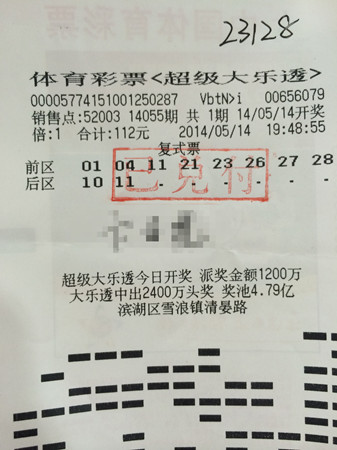 23128
体育彩票<超级大乐透>
00005774151001250287 VbtN>i 00656079
销售点:52003 14055期 共1期 14/05/14开奖
倍:1 合计:112元 2014/05/14 19:48:55
复式票
前区 01 04 11 21 23 26 27 28
后区 10 11
已兑付
超级大乐透今日开奖 派奖金额1200万
大乐透中出2400万头奖 奖池4.79亿
滨湖区雪浪镇清晏路